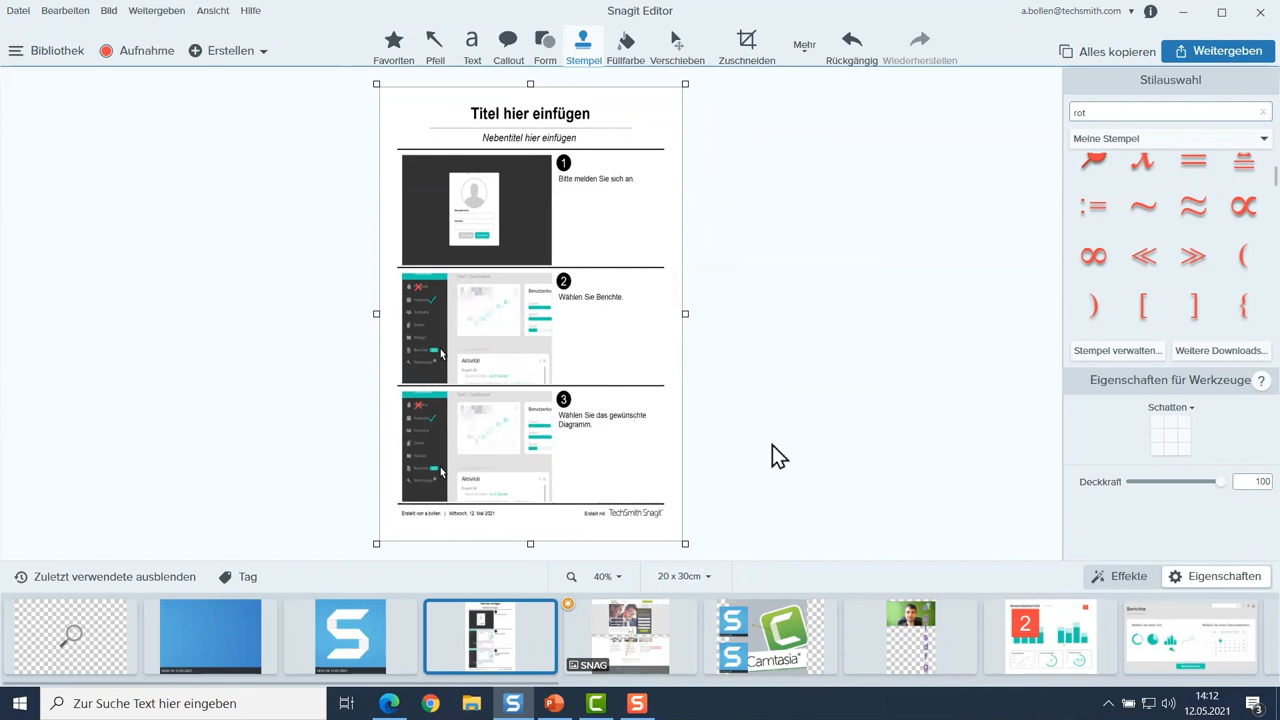 Datei Bearbeiten Bild Weitergeben Ansicht Hilfe
Snagit Editor
a.bollen@techsmith.com
Bibliothek
Aufnahme
Erstellen
Favoriten
Pfeil
Text
Callout
Form
Stempel
Füllfarbe
Verschieben
Zuschneiden
Mehr
Rückgängig
Wiederherstellen
Alles kopieren
Weitergeben
Stilauswahl
rot
Meine Stempel
:= ~ ≈ ∝
∞ ≪ ≫ (
) [ ]
Stempel verwalten...
Weitere Downloads...
Eigenschaften für Werkzeuge
?
Schatten
Deckkraft
100
Titel hier einfügen
Nebentitel hier einfügen
1
Bitte melden Sie sich an.
2
Wählen Sie Berichte.
Aktivität
3
Wählen Sie das gewünschte
Diagramm.
Aktivität
Erstellt von a.bollen | Mittwoch, 12. Mai 2021
Erstellt mit TechSmith Snagit
Zuletzt verwendete ausblenden
Tag
40%
20 x 30cm
Effekte
Eigenschaften
SNAG
Camtasia
2
Berichte
Zur Suche Text hier eingeben
14:12
12.05.2021
3